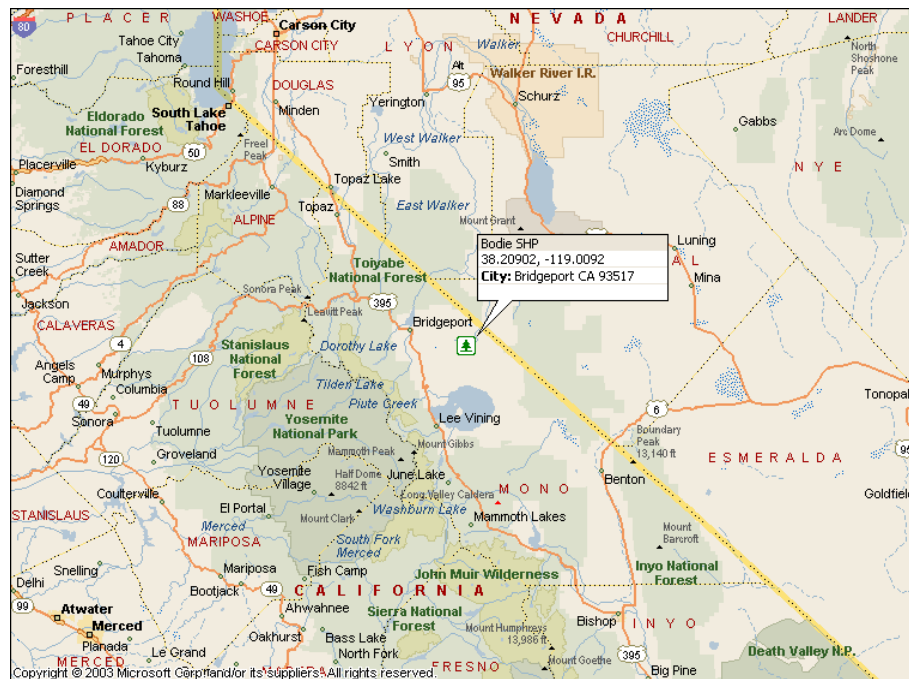 PLACER
WASHOE
Carson City
NEVADA
LANDER
80
Tahoe City
CARSON CITY
LYON
Walker
CHURCHILL
Tahoma
Alt
95
Walker River I.R.
North
Shoshone
Peak
Foresthill
Round Hill
DOUGLAS
Yerington
Schurz
South Lake
Tahoe
Minden
Gabbs
Eldorado
National Forest
West Walker
Arc Dome
EL DORADO
50
Freel
Peak
Smith
NYE
Placerville
Kyburz
Topaz Lake
Diamond
Springs
Markleeville
88
Topaz
East Walker
Mount Grant
ALPINE
AMADOR
Bodie SHP
38.20902, -119.0092
City: Bridgeport CA 93517
Luning
AL
Mina
Sutter
Creek
Toiyabe
National Forest
Sonora Peak
Jackson
395
Leavitt Peak
Bridgeport
CALAVERAS
4
108
Stanislaus
National
Forest
Dorothy Lake
Angels
Camp
Murphys
Columbia
Tilden Lake
49
Sonora
TUOLUMNE
Piute Creek
Lee Vining
6
Tonopal
Tuolumne
Yosemite
National Park
Mount Gibbs
Boundary
Peak
13,140 ft
95
120
Groveland
Mammoth Peak
ESMERALDA
Yosemite
Village
Half Dome
8842 ft
June Lake
Benton
Coulterville
Long Valley Caldera
MONO
Goldfiel
El Portal
Washburn Lake
STANISLAUS
Mount Clark
Mammoth Lakes
Merced
MARIPOSA
South Fork
Merced
Mount
Barcroft
Snelling
Mariposa
Fish Camp
John Muir Wilderness
Inyo National
Forest
Delhi
Bootjack
49
CALIFORNIA
99
Atwater
Ahwahnee
Sierra National
Forest
Bishop
INYO
Merced
Planada
Oakhurst
Bass Lake
Mount Humphreys
13,986 ft
Le Grand
North Fork
395
Death Valley N.P.
MERCED
FRESNO
Mount Goethe
Big Pine
Copyright © 2003 Microsoft Corp. and/or its suppliers. All rights reserved.